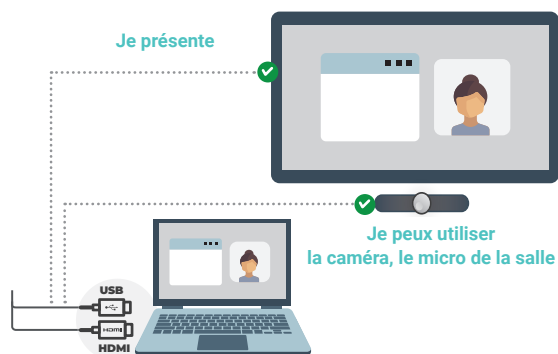 Je présente
Je peux utiliser
la caméra, le micro de la salle
USB
HDMI
HDMI